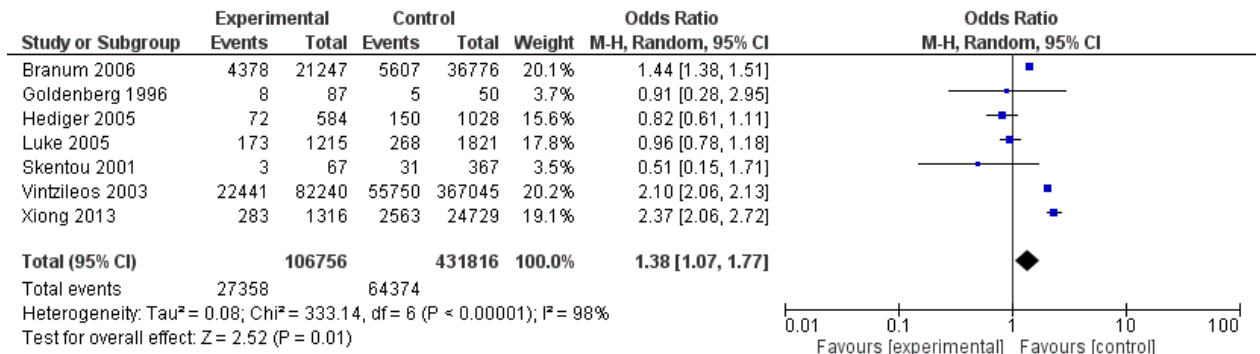 Experimental Control Odds Ratio Odds Ratio
Study or Subgroup Events Total Events Total Weight M-H, Random, 95% CI M-H, Random, 95% CI
Branum 2006 4378 21247 5607 36776 20.1% 1.44 [1.38, 1.51]
Goldenberg 1996 8 87 5 50 3.7% 0.91 [0.28, 2.95]
Hediger 2005 72 584 150 1028 15.6% 0.82 [0.61, 1.11]
Luke 2005 173 1215 268 1821 17.8% 0.96 [0.78, 1.18]
Skentou 2001 3 67 31 367 3.5% 0.51 [0.15, 1.71]
Vintzileos 2003 22441 82240 55750 367045 20.2% 2.10 [2.06, 2.13]
Xiong 2013 283 1316 2563 24729 19.1% 2.37 [2.06, 2.72]
Total (95% CI) 106756 431816 100.0% 1.38 [1.07, 1.77]
Total events 27358 64374
Heterogeneity: Tau² = 0.08; Chi² = 333.14, df = 6 (P < 0.00001); I² = 98%
Test for overall effect: Z = 2.52 (P = 0.01)
0.01 0.1 1 10 100
Favours [experimental] Favours [control]